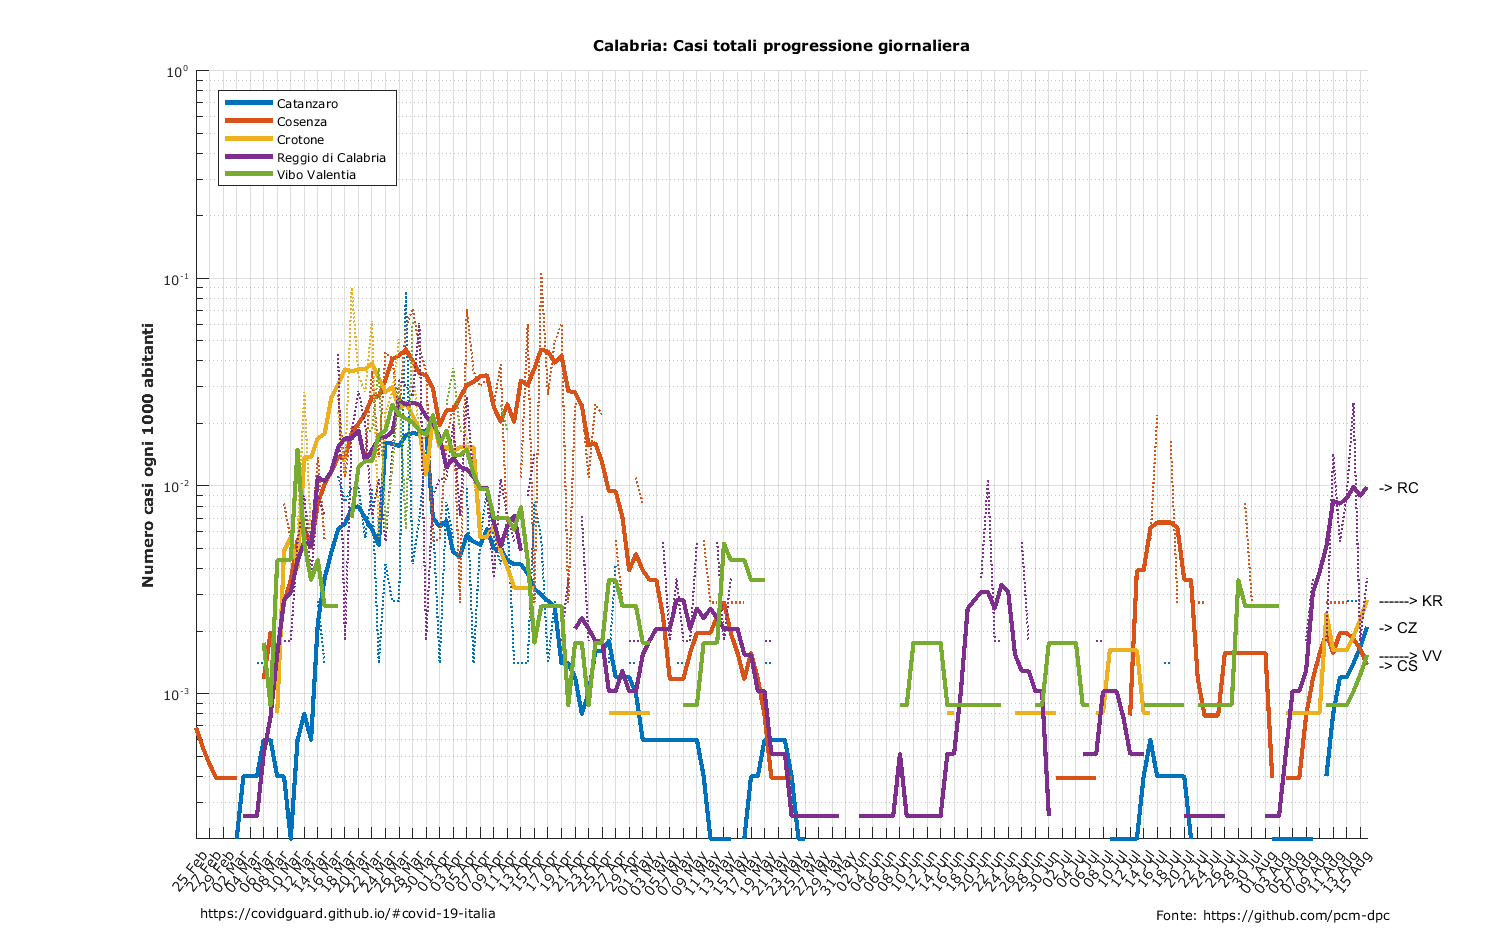 Calabria: Casi totali progressione giornaliera
10⁰
Catanzaro
Cosenza
Crotone
Reggio di Calabria
Vibo Valentia
10⁻¹
10⁻²
10⁻³
Numero casi ogni 1000 abitanti
-> RC
------> KR
-> CZ
------> VV
-> CS
25 Feb
27 Feb
29 Feb
02 Mar
04 Mar
06 Mar
08 Mar
10 Mar
12 Mar
14 Mar
16 Mar
18 Mar
20 Mar
22 Mar
24 Mar
26 Mar
28 Mar
30 Mar
01 Apr
03 Apr
05 Apr
07 Apr
09 Apr
11 Apr
13 Apr
15 Apr
17 Apr
19 Apr
21 Apr
23 Apr
25 Apr
27 Apr
29 Apr
01 May
03 May
05 May
07 May
09 May
11 May
13 May
15 May
17 May
19 May
21 May
23 May
25 May
27 May
29 May
31 May
02 Jun
04 Jun
06 Jun
08 Jun
10 Jun
12 Jun
14 Jun
16 Jun
18 Jun
20 Jun
22 Jun
24 Jun
26 Jun
28 Jun
30 Jun
02 Jul
04 Jul
06 Jul
08 Jul
10 Jul
12 Jul
14 Jul
16 Jul
18 Jul
20 Jul
22 Jul
24 Jul
26 Jul
28 Jul
30 Jul
01 Aug
03 Aug
05 Aug
07 Aug
09 Aug
11 Aug
13 Aug
15 Aug
https://covidguard.github.io/#covid-19-italia
Fonte: https://github.com/pcm-dpc